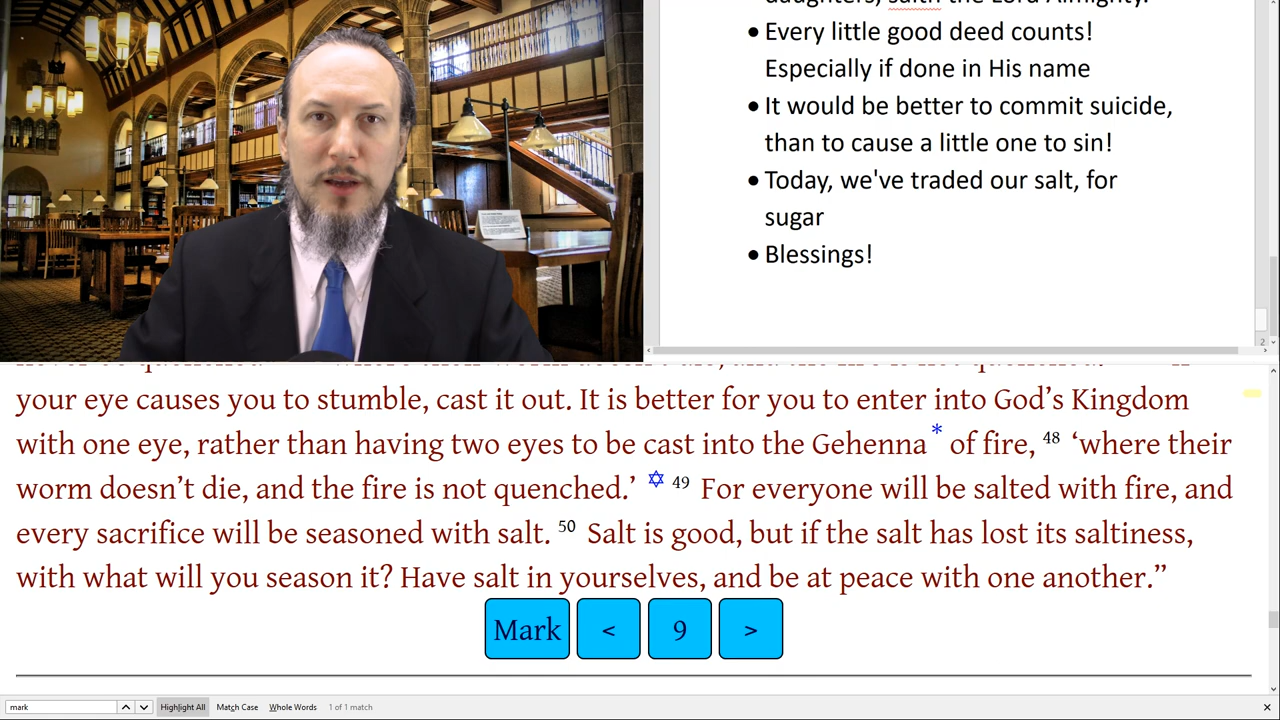 daughters, saith the Lord Almighty.
• Every little good deed counts!
Especially if done in His name
• It would be better to commit suicide,
than to cause a little one to sin!
• Today, we've traded our salt, for
sugar
• Blessings!
2
your eye causes you to stumble, cast it out. It is better for you to enter into God’s Kingdom
with one eye, rather than having two eyes to be cast into the Gehenna* of fire, 48 ‘where their
worm doesn’t die, and the fire is not quenched.’ ✡ 49 For everyone will be salted with fire, and
every sacrifice will be seasoned with salt. 50 Salt is good, but if the salt has lost its saltiness,
with what will you season it? Have salt in yourselves, and be at peace with one another.”
Mark < 9 >
mark Highlight All Match Case Whole Words 1 of 1 match